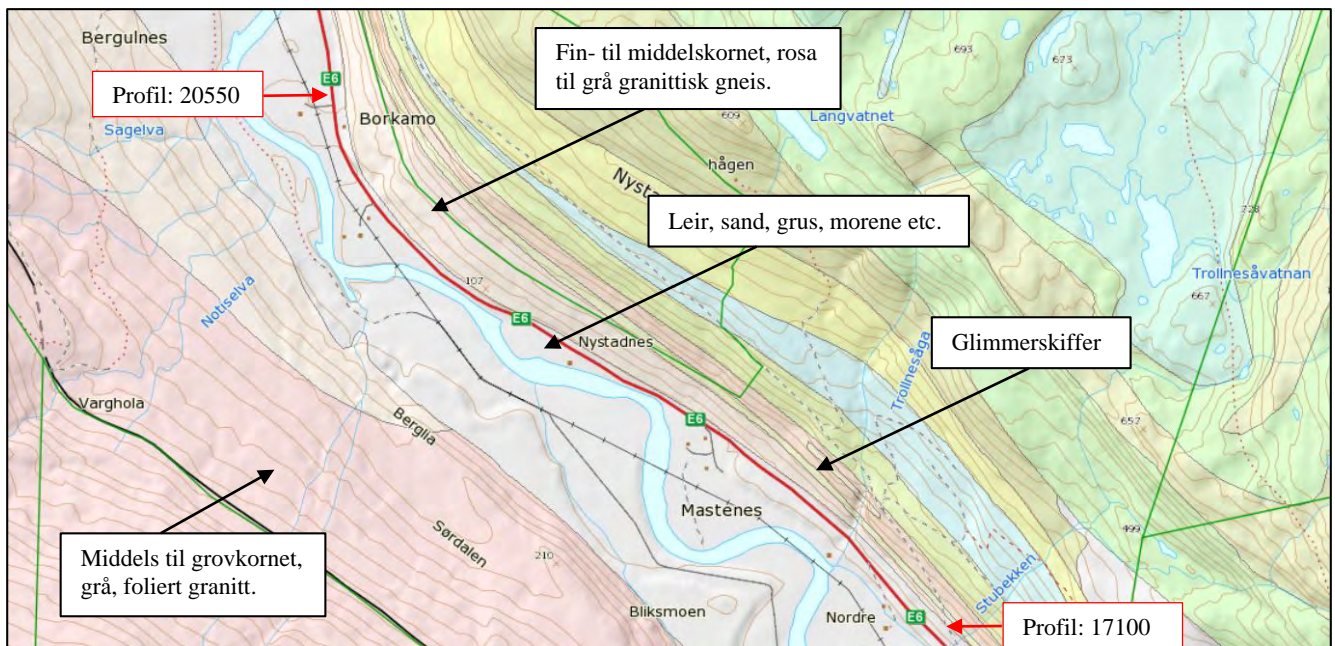 Bergulnes
E6
Profil: 20550
Borkamo
Sagelva
Fin- til middelskornet, rosa
til grå granittisk gneis.
693
673
Langvatnet
609
hågen
Leir, sand, grus, morene etc.
728
Trollnesåvatnan
667
Notiselva
107
E6
Nystadnes
Trollnesåga
Glimmerskiffer
Varghola
Berglia
E6
657
Mastenes
499
Sørdalen
210
Middels til grovkornet,
grå, foliert granitt.
Bliksmoen
Nordre
E6
Stubekken
Profil: 17100